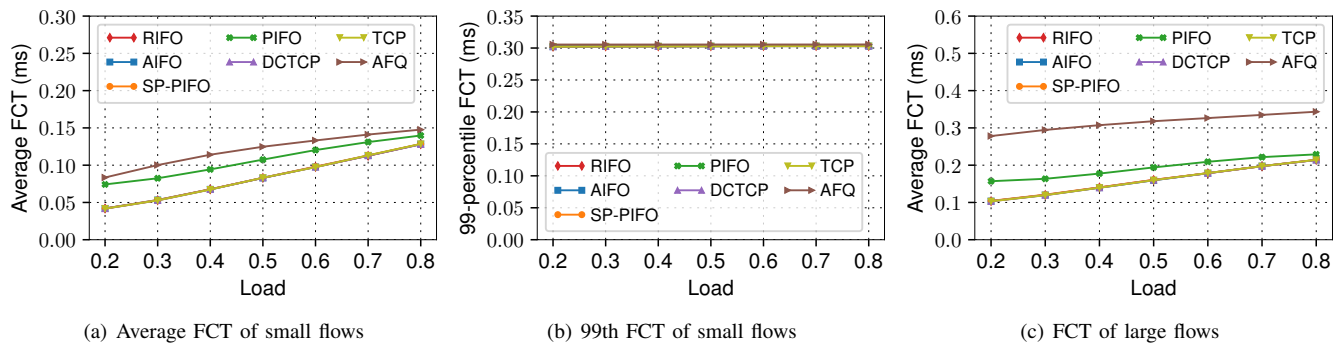 Average FCT (ms)
0.30
0.25
0.20
0.15
0.10
0.05
0.00
RIFO PIFO TCP
AIFO DCTCP AFQ
SP-PIFO
0.2 0.3 0.4 0.5 0.6 0.7 0.8
Load
(a) Average FCT of small flows
99-percentile FCT (ms)
0.35
0.30
0.25
0.20
0.15
0.10
0.05
0.00
RIFO PIFO TCP
AIFO DCTCP AFQ
SP-PIFO
0.2 0.3 0.4 0.5 0.6 0.7 0.8
Load
(b) 99th FCT of small flows
Average FCT (ms)
0.6
0.5
0.4
0.3
0.2
0.1
0.0
RIFO PIFO TCP
AIFO DCTCP AFQ
SP-PIFO
0.2 0.3 0.4 0.5 0.6 0.7 0.8
Load
(c) FCT of large flows